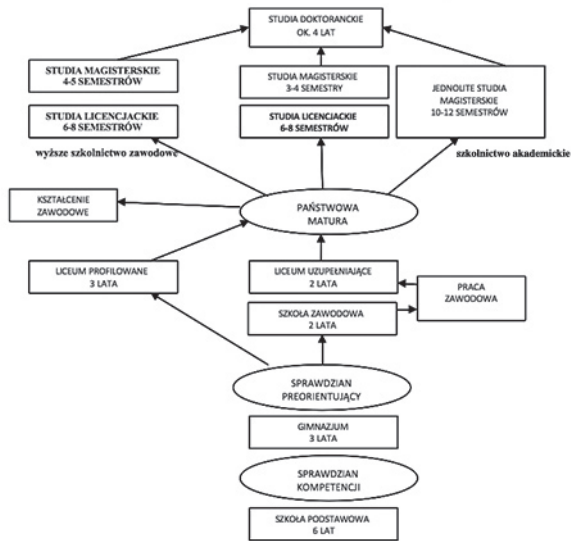 STUDIA DOKTORANCKIE
OK. 4 LAT
STUDIA MAGISTERSKIE
4-5 SEMESTRÓW
STUDIA MAGISTERSKIE
3-4 SEMESTRY
JEDNOLITE STUDIA
MAGISTERSKIE
10-12 SEMESTRÓW
STUDIA LICENCJACKIE
6-8 SEMESTRÓW
STUDIA LICENCJACKIE
6-8 SEMESTRÓW
wyższe szkolnictwo zawodowe
szkolnictwo akademickie
KSZTAŁCENIE
ZAWODOWE
PAŃSTWOWA
MATURA
LICEUM PROFILOWANE
3 LATA
LICEUM UZUPEŁNIAJĄCE
2 LATA
PRACA
ZAWODOWA
SZKOŁA ZAWODOWA
2 LATA
SPRAWDZIAN
PREORIENTUJĄCY
GIMNAZJUM
3 LATA
SPRAWDZIAN
KOMPETENCJI
SZKOŁA PODSTAWOWA
6 LAT